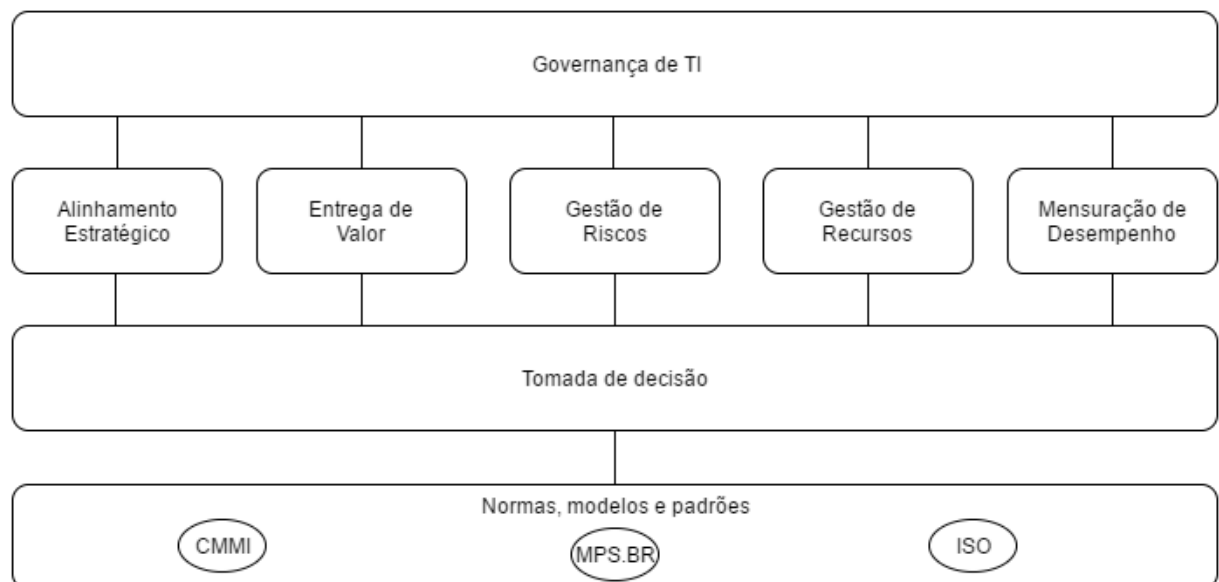 Governança de TI
Alinhamento
Estratégico
Entrega de
Valor
Gestão de
Riscos
Gestão de
Recursos
Mensuração de
Desempenho
Tomada de decisão
Normas, modelos e padrões
CMMI
MPS.BR
ISO